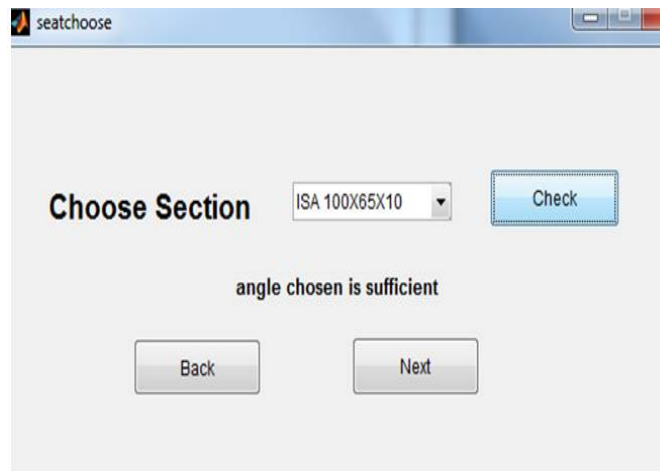 seatchoose
Choose Section ISA 100X65X10 Check
angle chosen is sufficient
Back Next